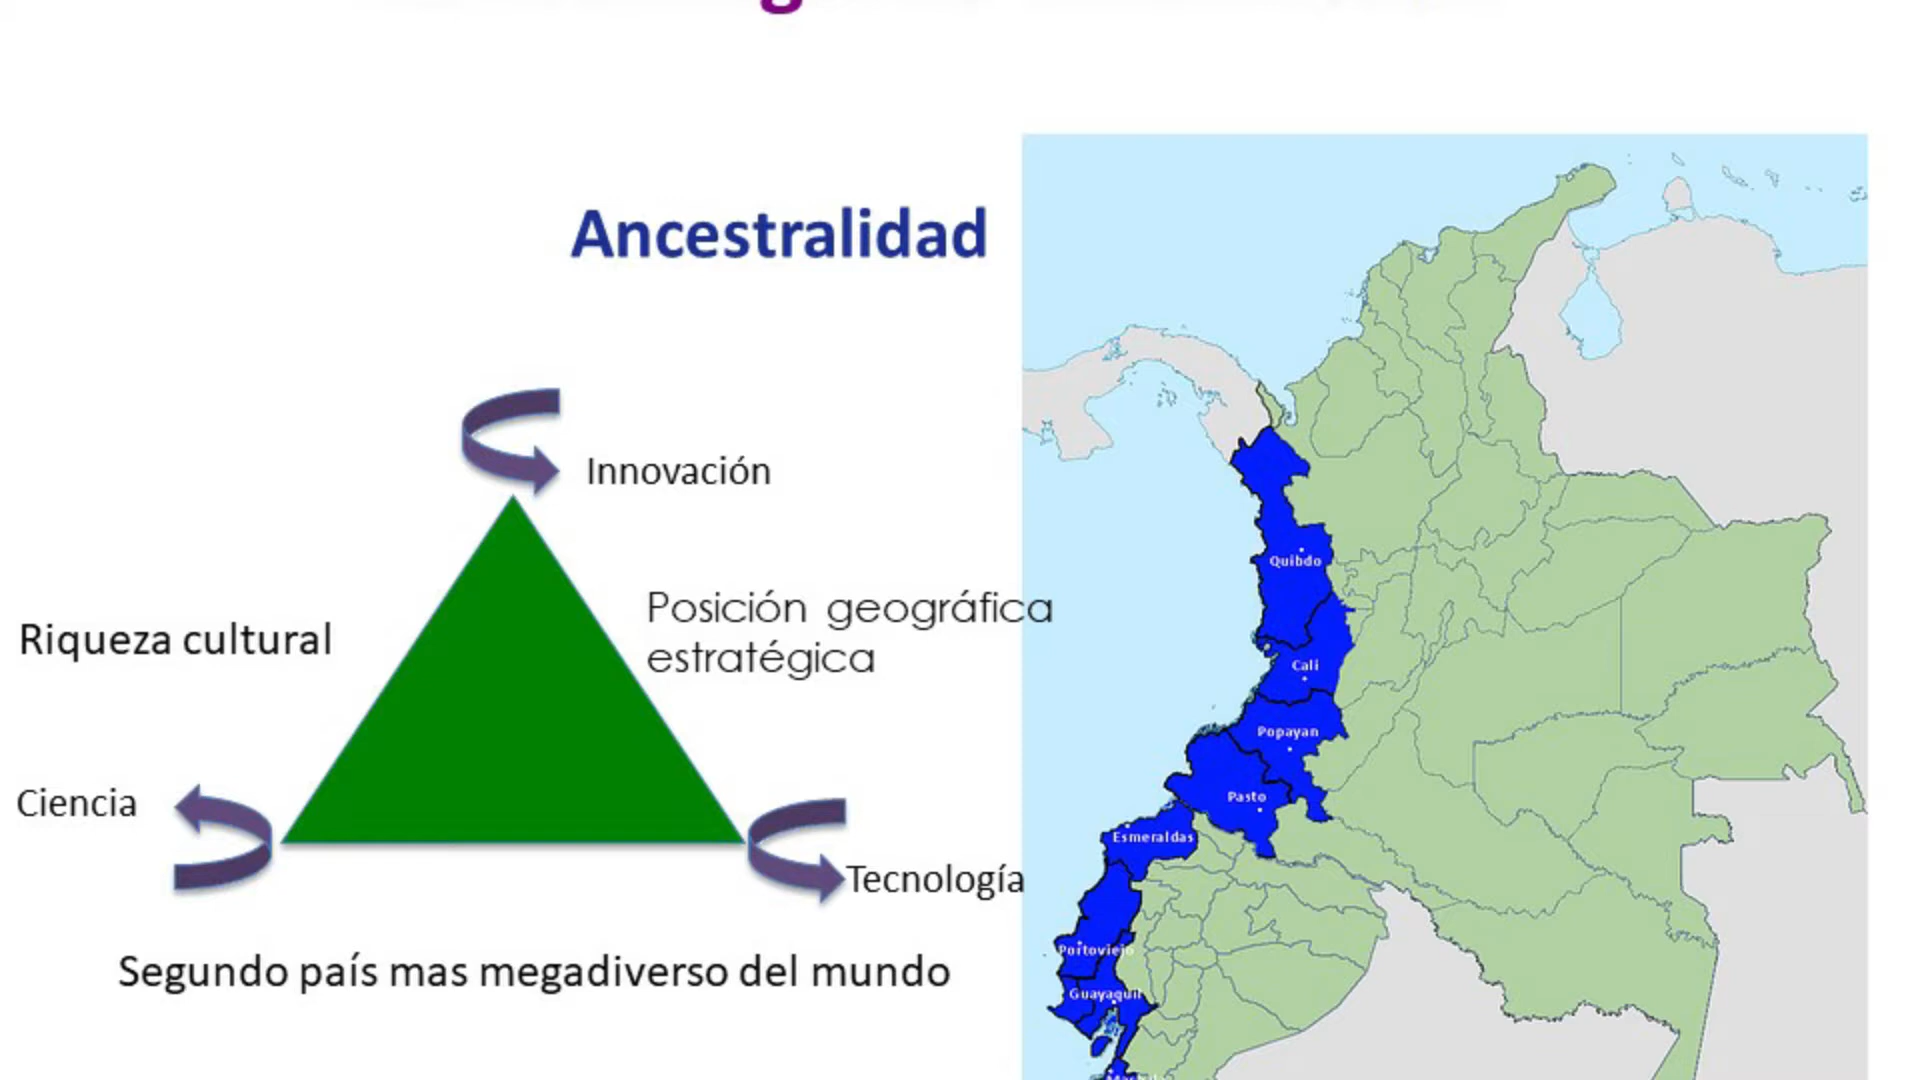 Ancestralidad
Innovación
Posición geográfica
estratégica
Riqueza cultural
Ciencia
Tecnología
Segundo país mas megadiverso del mundo
Quibdo
Cali
Popayan
Pasto
Esmeraldas
Portoviejo
Guayaquil